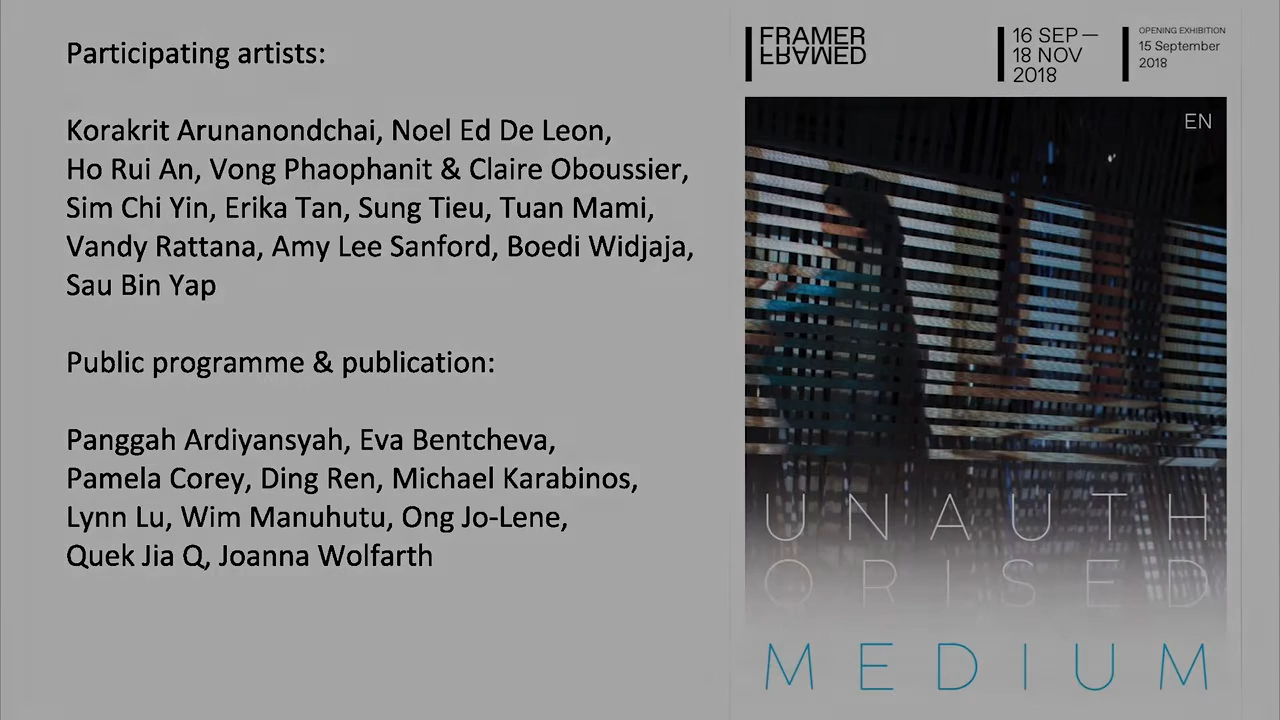 Participating artists:
Korakrit Arunanondchai, Noel Ed De Leon,
Ho Rui An, Vong Phaophanit & Claire Oboussier,
Sim Chi Yin, Erika Tan, Sung Tieu, Tuan Mami,
Vandy Rattana, Amy Lee Sanford, Boedi Widjaja,
Sau Bin Yap
Public programme & publication:
Panggah Ardiyansyah, Eva Bentcheva,
Pamela Corey, Ding Ren, Michael Karabinos,
Lynn Lu, Wim Manuhutu, Ong Jo-Lene,
Quek Jia Q, Joanna Wolfarth
FRAMER
FRAMED
16 SEP—
18 NOV
2018
OPENING EXHIBITION
15 September
2018
EN
UNAUTH
ORISED
MEDIUM